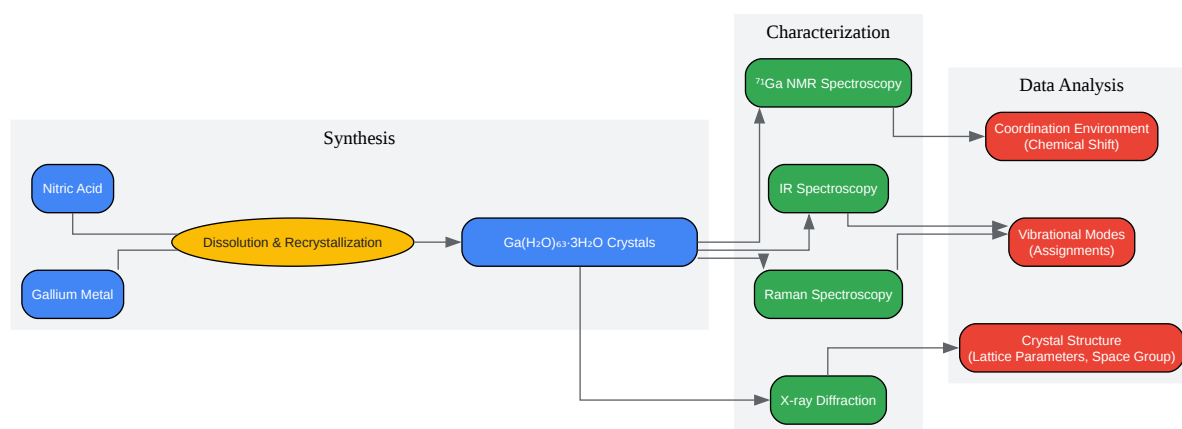 Synthesis
Nitric Acid
Gallium Metal
Dissolution & Recrystallization
Ga(H₂O)₆₃·3H₂O Crystals
Characterization
⁷¹Ga NMR Spectroscopy
IR Spectroscopy
Raman Spectroscopy
X-ray Diffraction
Data Analysis
Coordination Environment
(Chemical Shift)
Vibrational Modes
(Assignments)
Crystal Structure
(Lattice Parameters, Space Group)